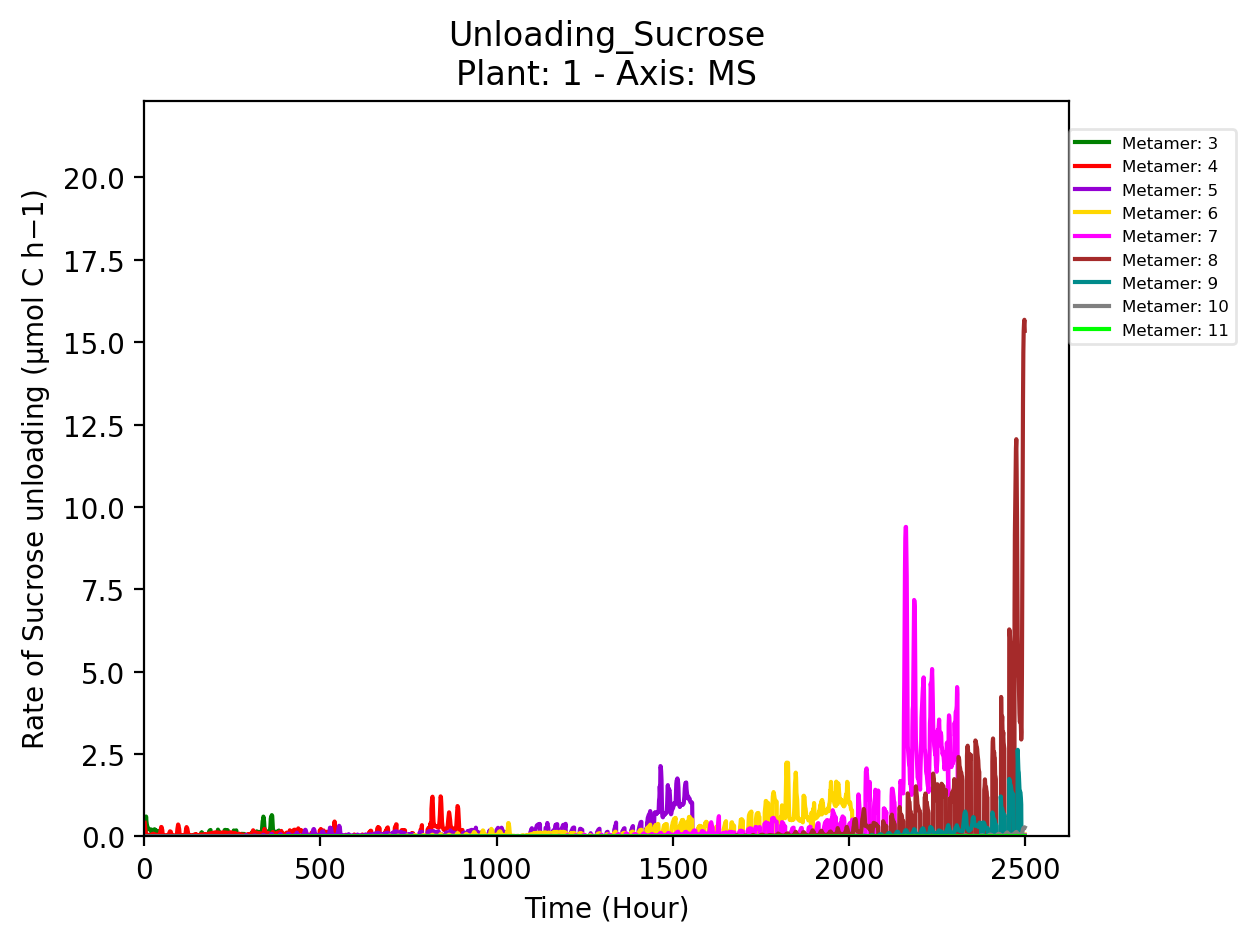 Unloading_Sucrose
Plant: 1 - Axis: MS
Rate of Sucrose unloading (µmol C h−1)
20.0
17.5
15.0
12.5
10.0
7.5
5.0
2.5
0.0
0
500
1000
1500
2000
2500
Time (Hour)
Metamer: 3
Metamer: 4
Metamer: 5
Metamer: 6
Metamer: 7
Metamer: 8
Metamer: 9
Metamer: 10
Metamer: 11